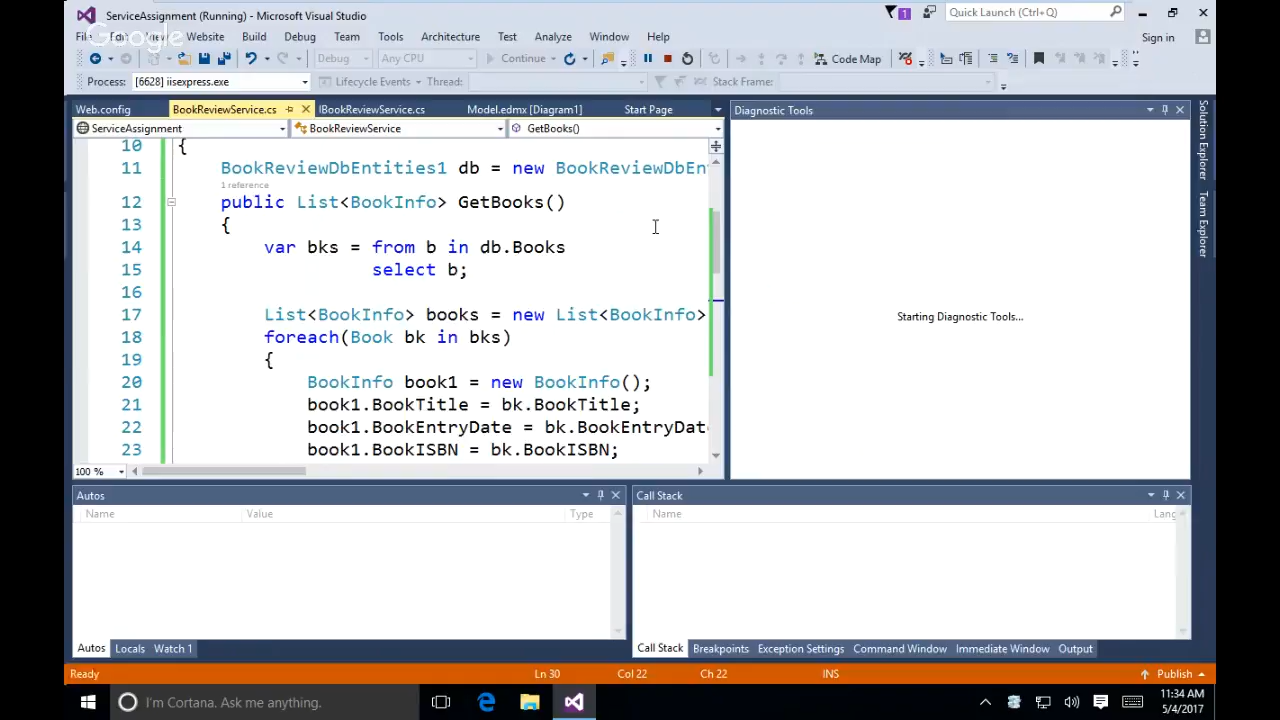 ServiceAssignment (Running) - Microsoft Visual Studio
1
Quick Launch (Ctrl+Q)
Google
File Edit View Website Build Debug Team Tools Architecture Test Analyze Window Help
Sign in
Debug Any CPU Continue Code Map
Process: [6628] iisexpress.exe Lifecycle Events Thread: Stack Frame:
Web.config BookReviewService.cs IBookReviewService.cs Model.edmx [Diagram1] Start Page
Diagnostic Tools
ServiceAssignment BookReviewService GetBooks()
10 {
11 BookReviewDbEntities1 db = new BookReviewDbEn
1 reference
12 public List<BookInfo> GetBooks()
13 {
14 var bks = from b in db.Books
15 select b;
16
17 List<BookInfo> books = new List<BookInfo>
18 foreach(Book bk in bks)
19 {
20 BookInfo book1 = new BookInfo();
21 book1.BookTitle = bk.BookTitle;
22 book1.BookEntryDate = bk.BookEntryDate
23 book1.BookISBN = bk.BookISBN;
100 %
Starting Diagnostic Tools...
Solution Explorer
Team Explorer
Autos
Name Value Type
Call Stack
Name Lang
Autos Locals Watch 1
Call Stack Breakpoints Exception Settings Command Window Immediate Window Output
Ready Ln 30 Col 22 Ch 22 INS Publish
I'm Cortana. Ask me anything.
11:34 AM
5/4/2017